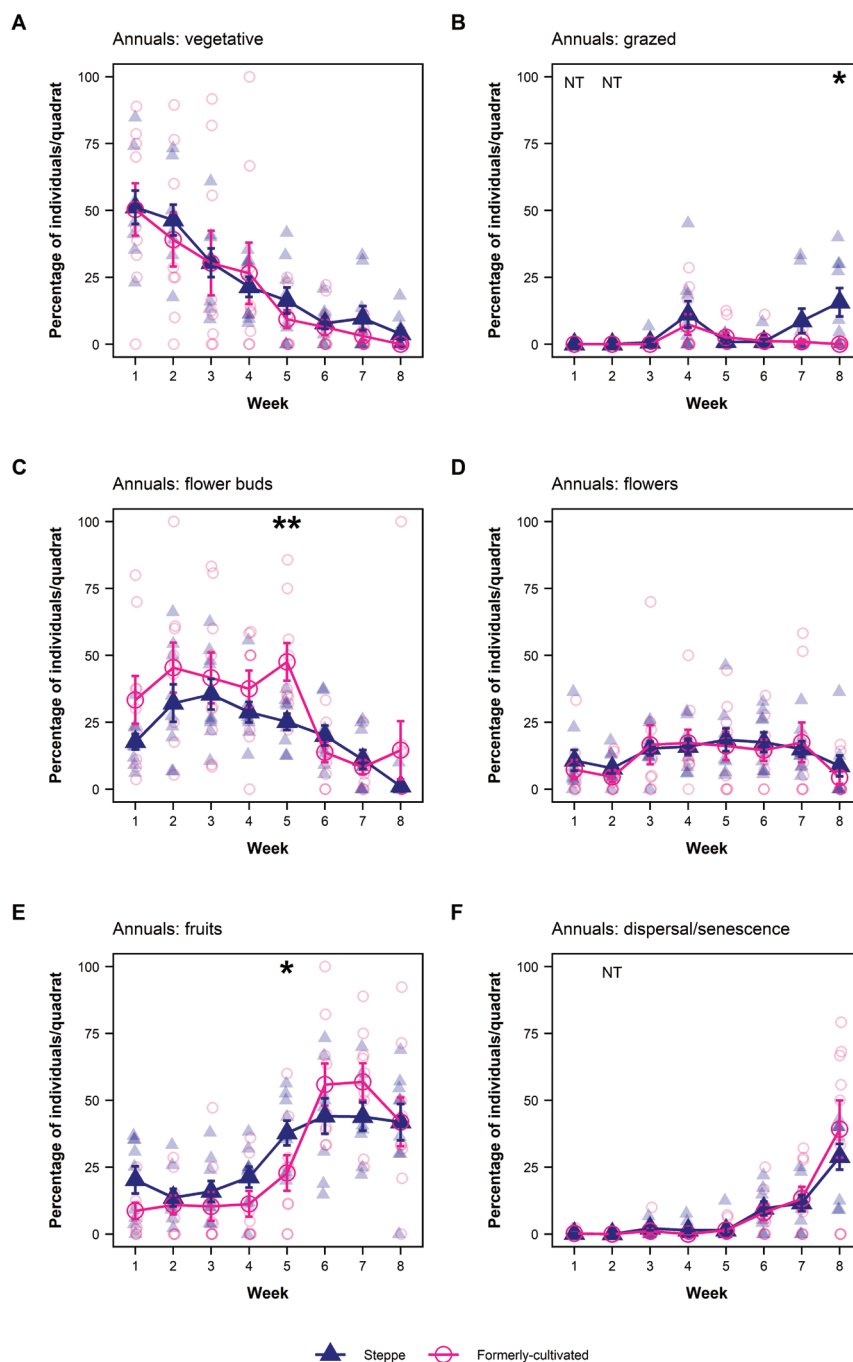 A
Annuals: vegetative
Percentage of individuals/quadrat
100
75
50
25
0
1 2 3 4 5 6 7 8
Week
B
Annuals: grazed
Percentage of individuals/quadrat
100
75
50
25
0
NT NT *
1 2 3 4 5 6 7 8
Week
C
Annuals: flower buds
Percentage of individuals/quadrat
100
75
50
25
0
**
1 2 3 4 5 6 7 8
Week
D
Annuals: flowers
Percentage of individuals/quadrat
100
75
50
25
0
1 2 3 4 5 6 7 8
Week
E
Annuals: fruits
Percentage of individuals/quadrat
100
75
50
25
0
*
1 2 3 4 5 6 7 8
Week
F
Annuals: dispersal/senescence
Percentage of individuals/quadrat
100
75
50
25
0
NT
1 2 3 4 5 6 7 8
Week
Steppe Formerly-cultivated